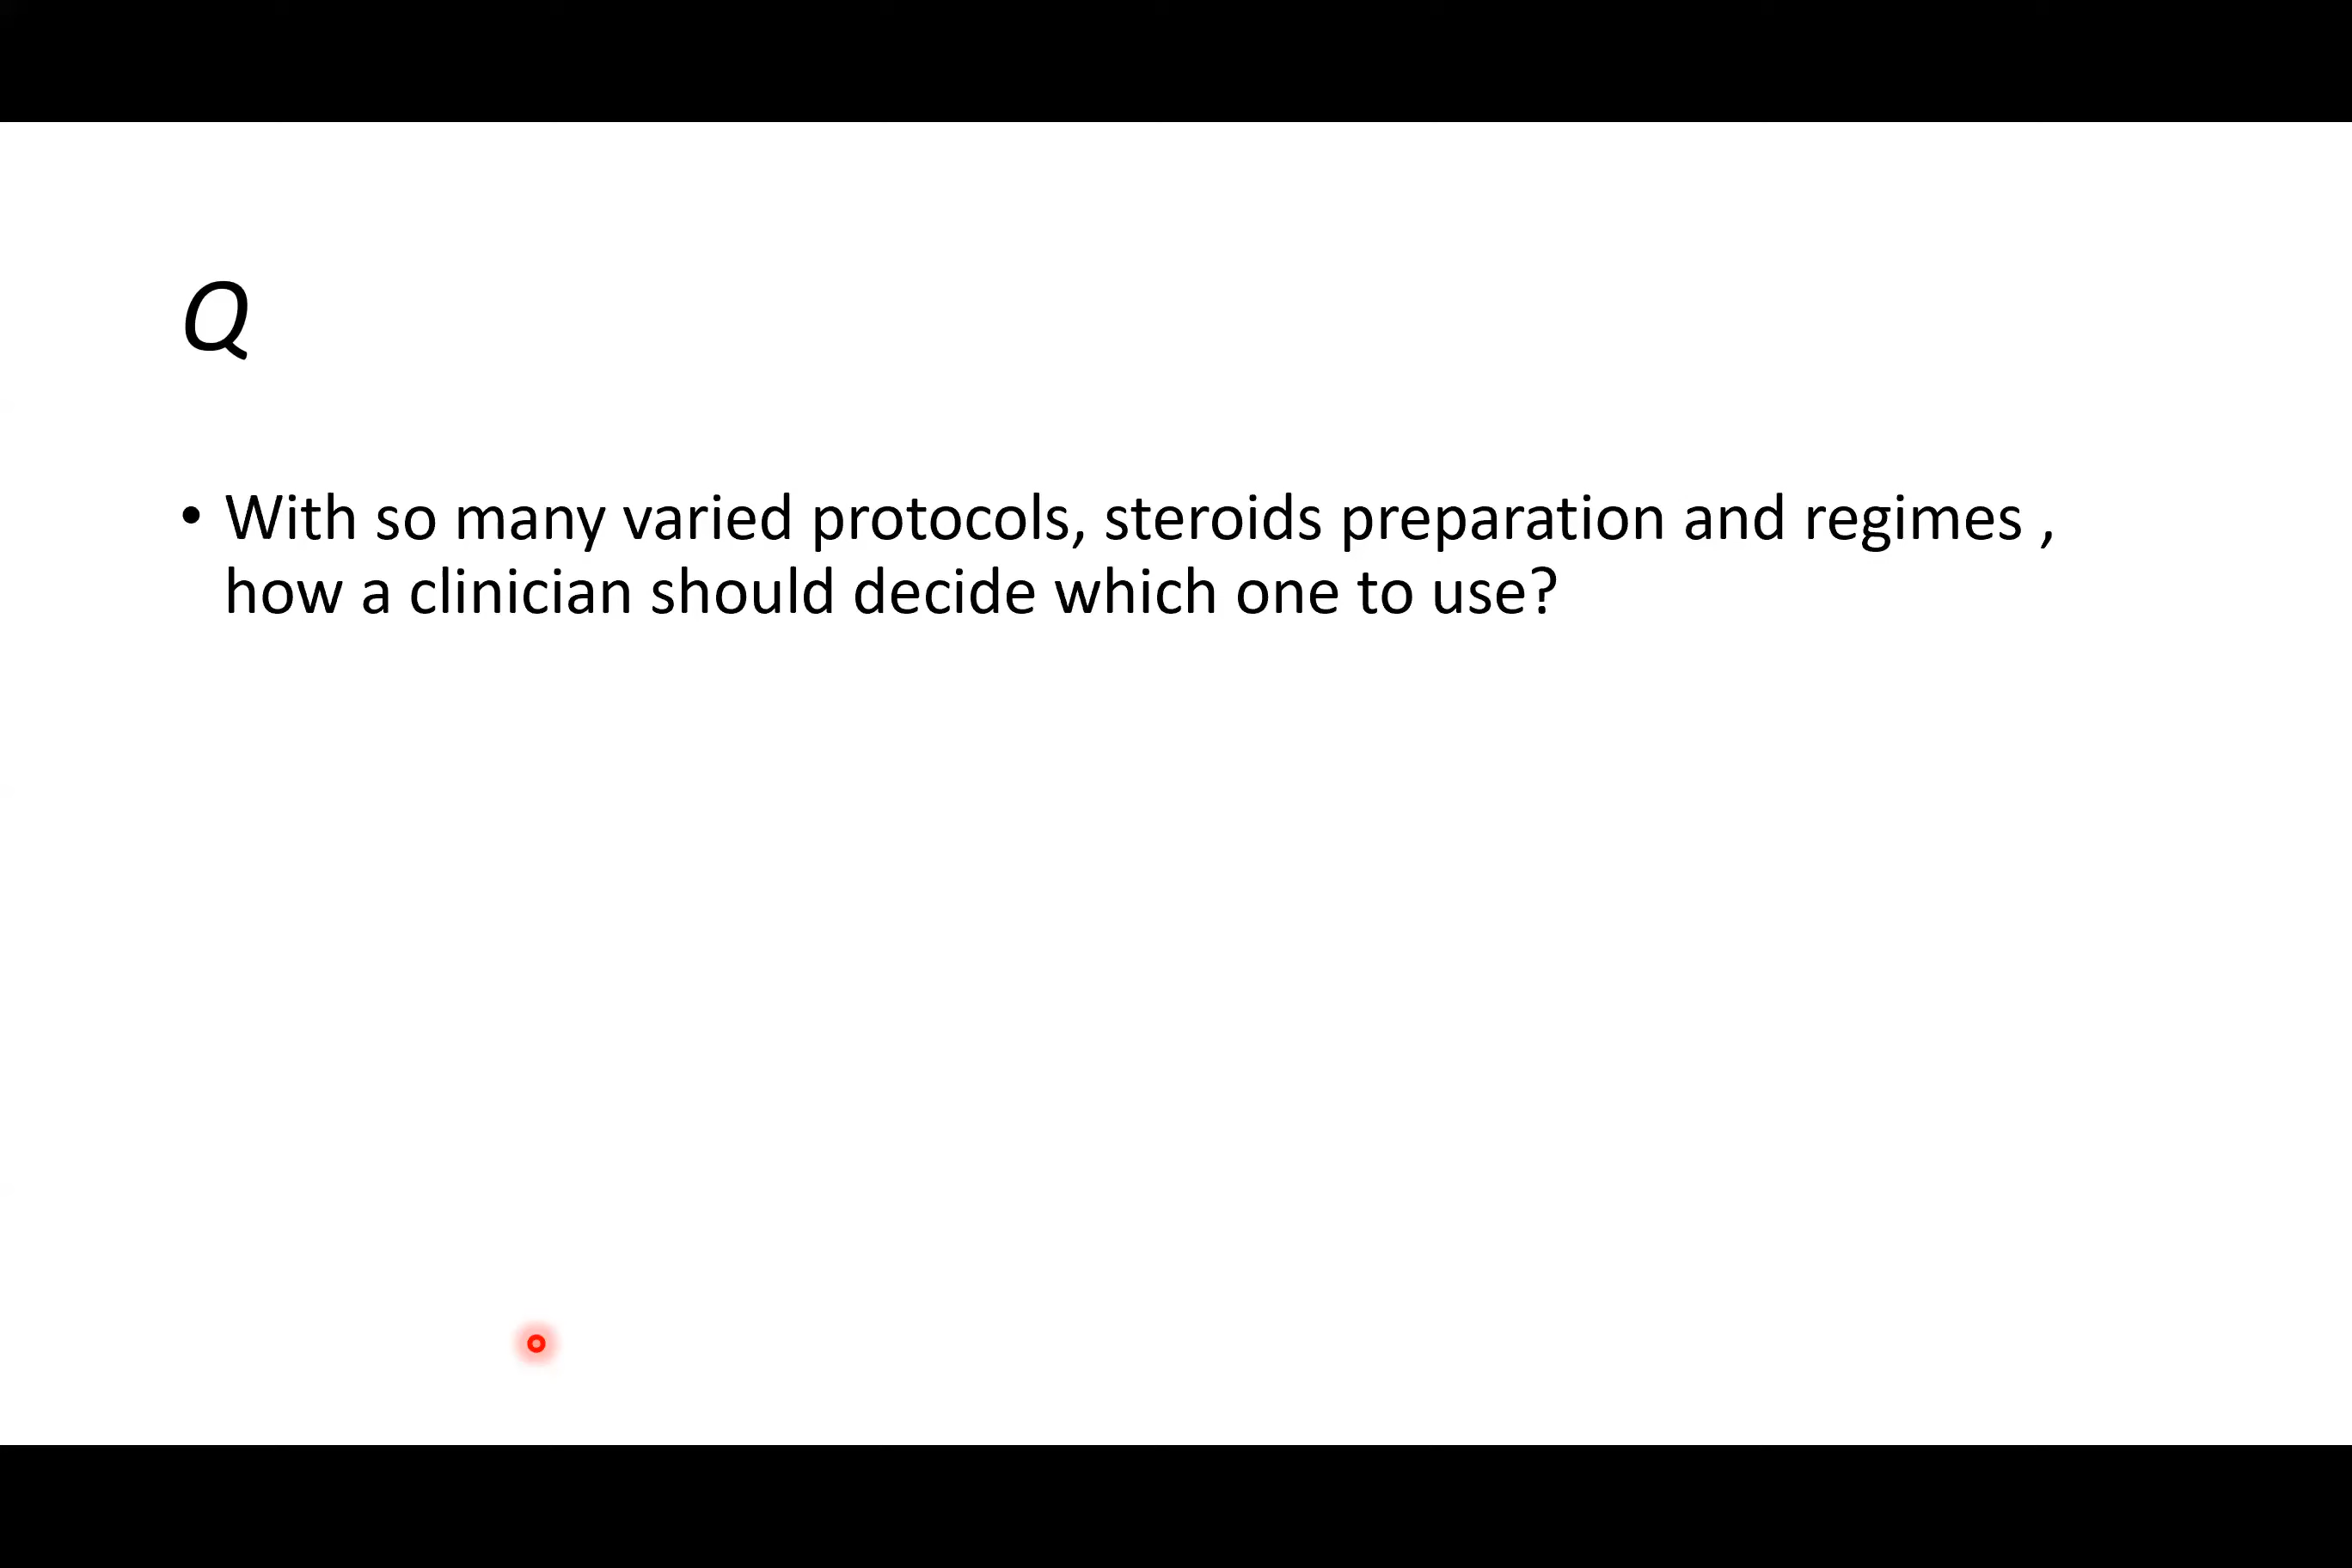 Q
• With so many varied protocols, steroids preparation and regimes ,
how a clinician should decide which one to use?